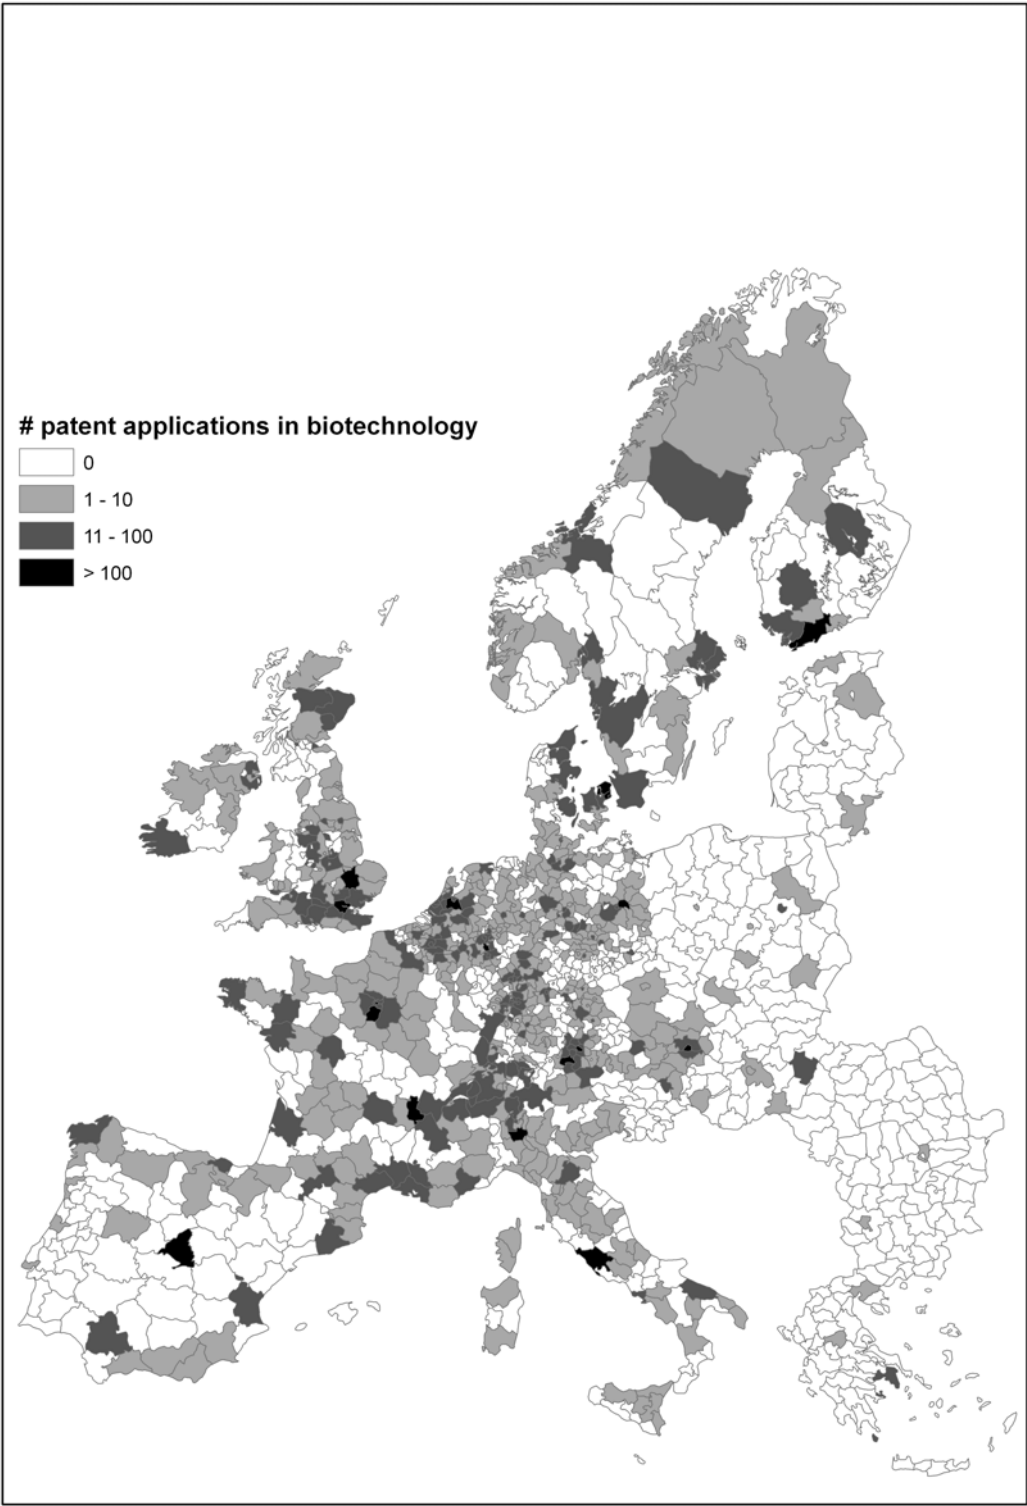 # patent applications in biotechnology
0
1 - 10
11 - 100
> 100